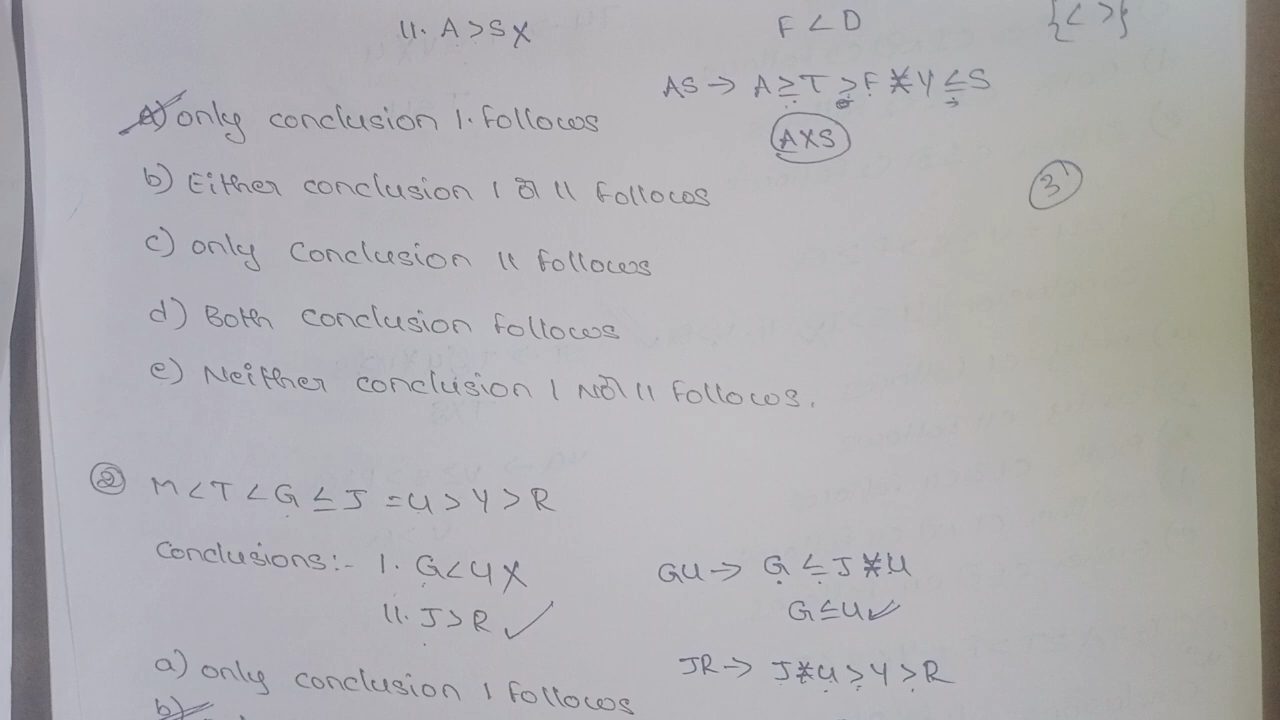 II. A > S X
F < D
{< >}
AS → A ≥ T ≥ F = Y ≤ S
A X S
3
a) only conclusion I. follows
b) Either conclusion I or II follows
c) only conclusion II follows
d) Both conclusion follows
e) Neither conclusion I nor II follows.
② M < T < G ≤ J = U > Y > R
Conclusions:- I. G < U X
GU → G ≤ J = U
G ≤ U ✓
II. J > R ✓
JR → J = U > Y > R
a) only conclusion I follows
b)